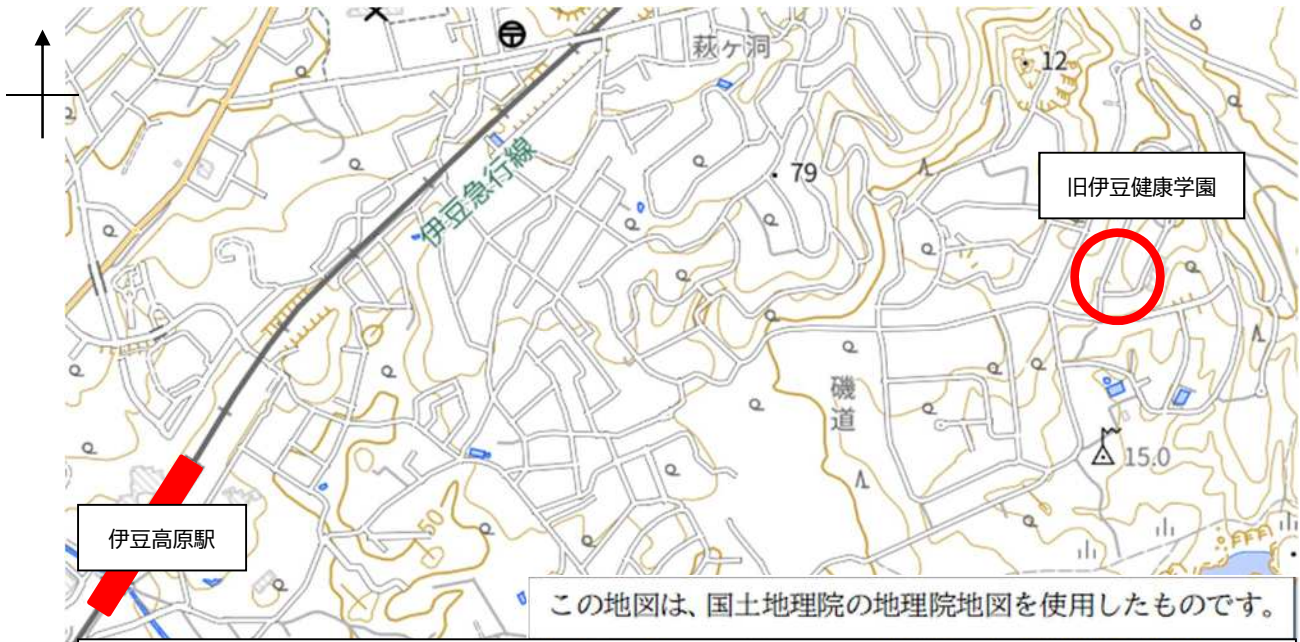 萩ヶ洞
12
伊豆急行線
79
旧伊豆健康学園
磯道
15.0
50
伊豆高原駅
この地図は、国土地理院の地理院地図を使用したものです。